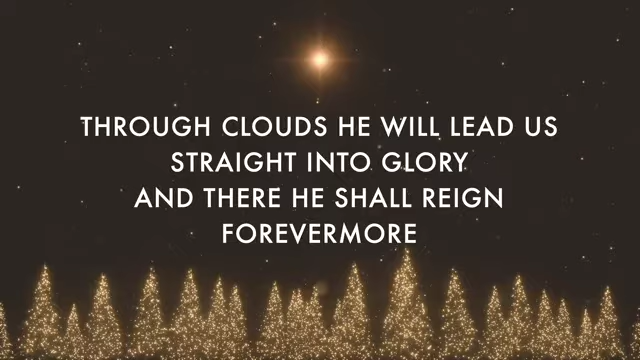 THROUGH CLOUDS HE WILL LEAD US
STRAIGHT INTO GLORY
AND THERE HE SHALL REIGN
FOREVERMORE